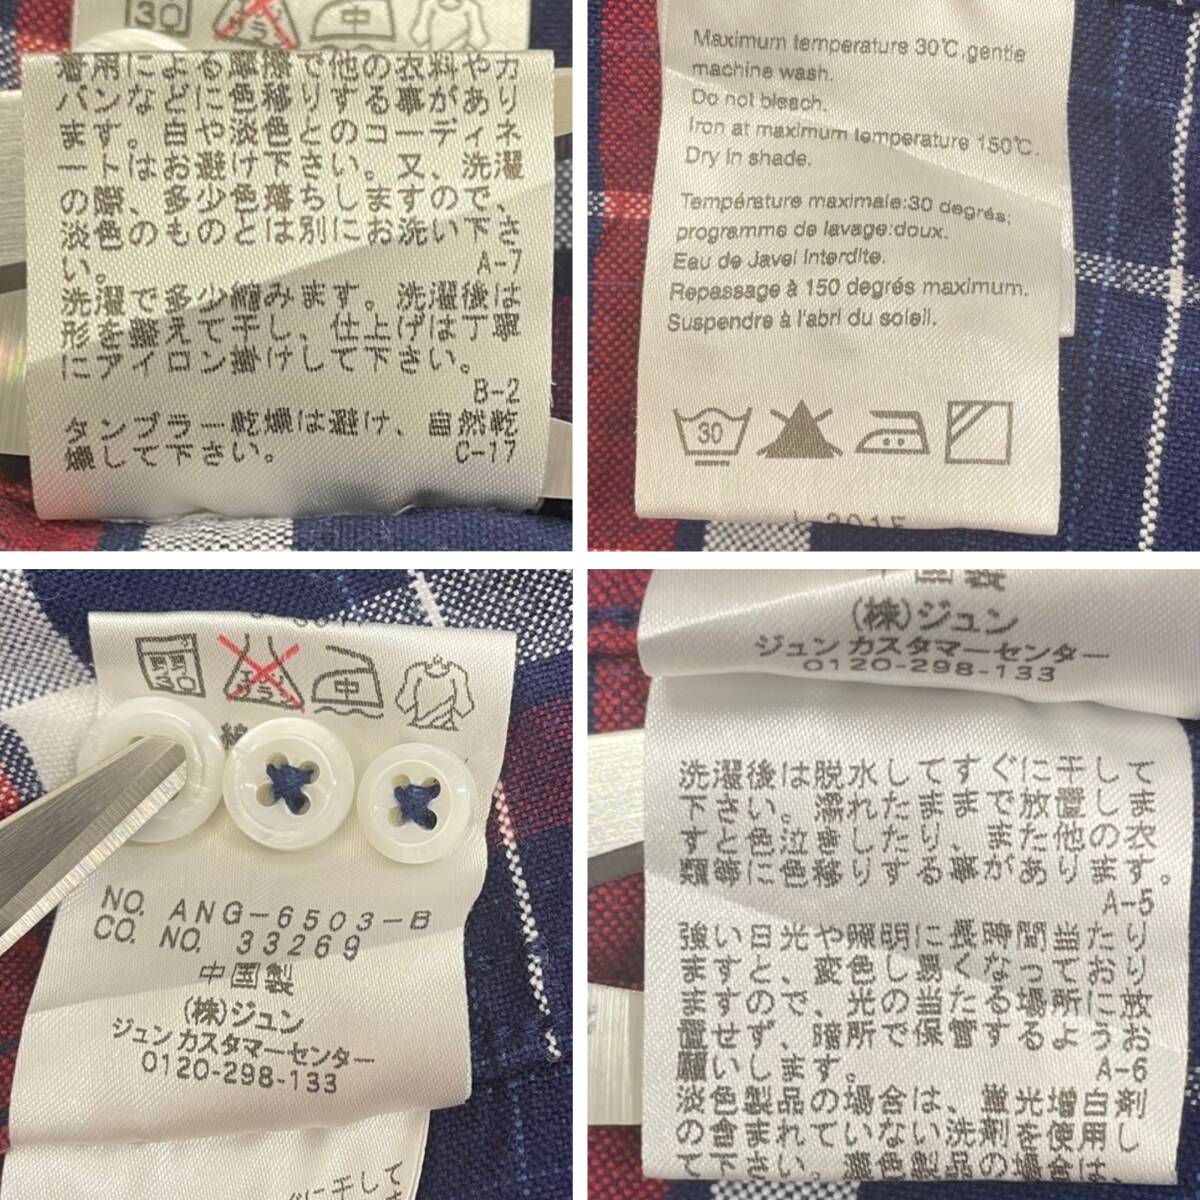 30
着用による摩擦で他の衣料やカ
バンなどに色移りする事があり
ます。白や淡色とのコーディネ
ートはお避け下さい。又、洗濯
の際、多少色落ちしますので、
淡色のものとは別にお洗い下さ
い。
A-7
洗濯で多少縮みます。洗濯後は
形を整えて干し、仕上げは丁寧
にアイロン掛けして下さい。
B-2
タンブラー乾燥は避け、自然乾
燥して下さい。
C-17
Maximum temperature 30℃,gentle
machine wash.
Do not bleach.
Iron at maximum temperature 150℃.
Dry in shade.
Température maximale:30 degrés;
programme de lavage:doux.
Eau de Javel Interdite.
Repassage à 150 degrés maximum.
Suspendre à l'abri du soleil.
30
中
NO. ANG-6503-B
CO. NO. 33269
中国製
(株)ジュン
ジュン カスタマーセンター
0120-298-133
に干して
中国製
(株)ジュン
ジュン カスタマーセンター
0120-298-133
洗濯後は脱水してすぐに干して
下さい。濡れたままで放置しま
すと色泣きしたり、また他の衣
類等に色移りする事があります。
A-5
強い日光や照明に長時間当たり
ますと、変色し易くなっており
ますので、光の当たる場所に放
置せず、暗所で保管するようお
願いします。
A-6
淡色製品の場合は、蛍光増白剤
の含まれていない洗剤を使用し
て下さい。濃色製品の場合は、